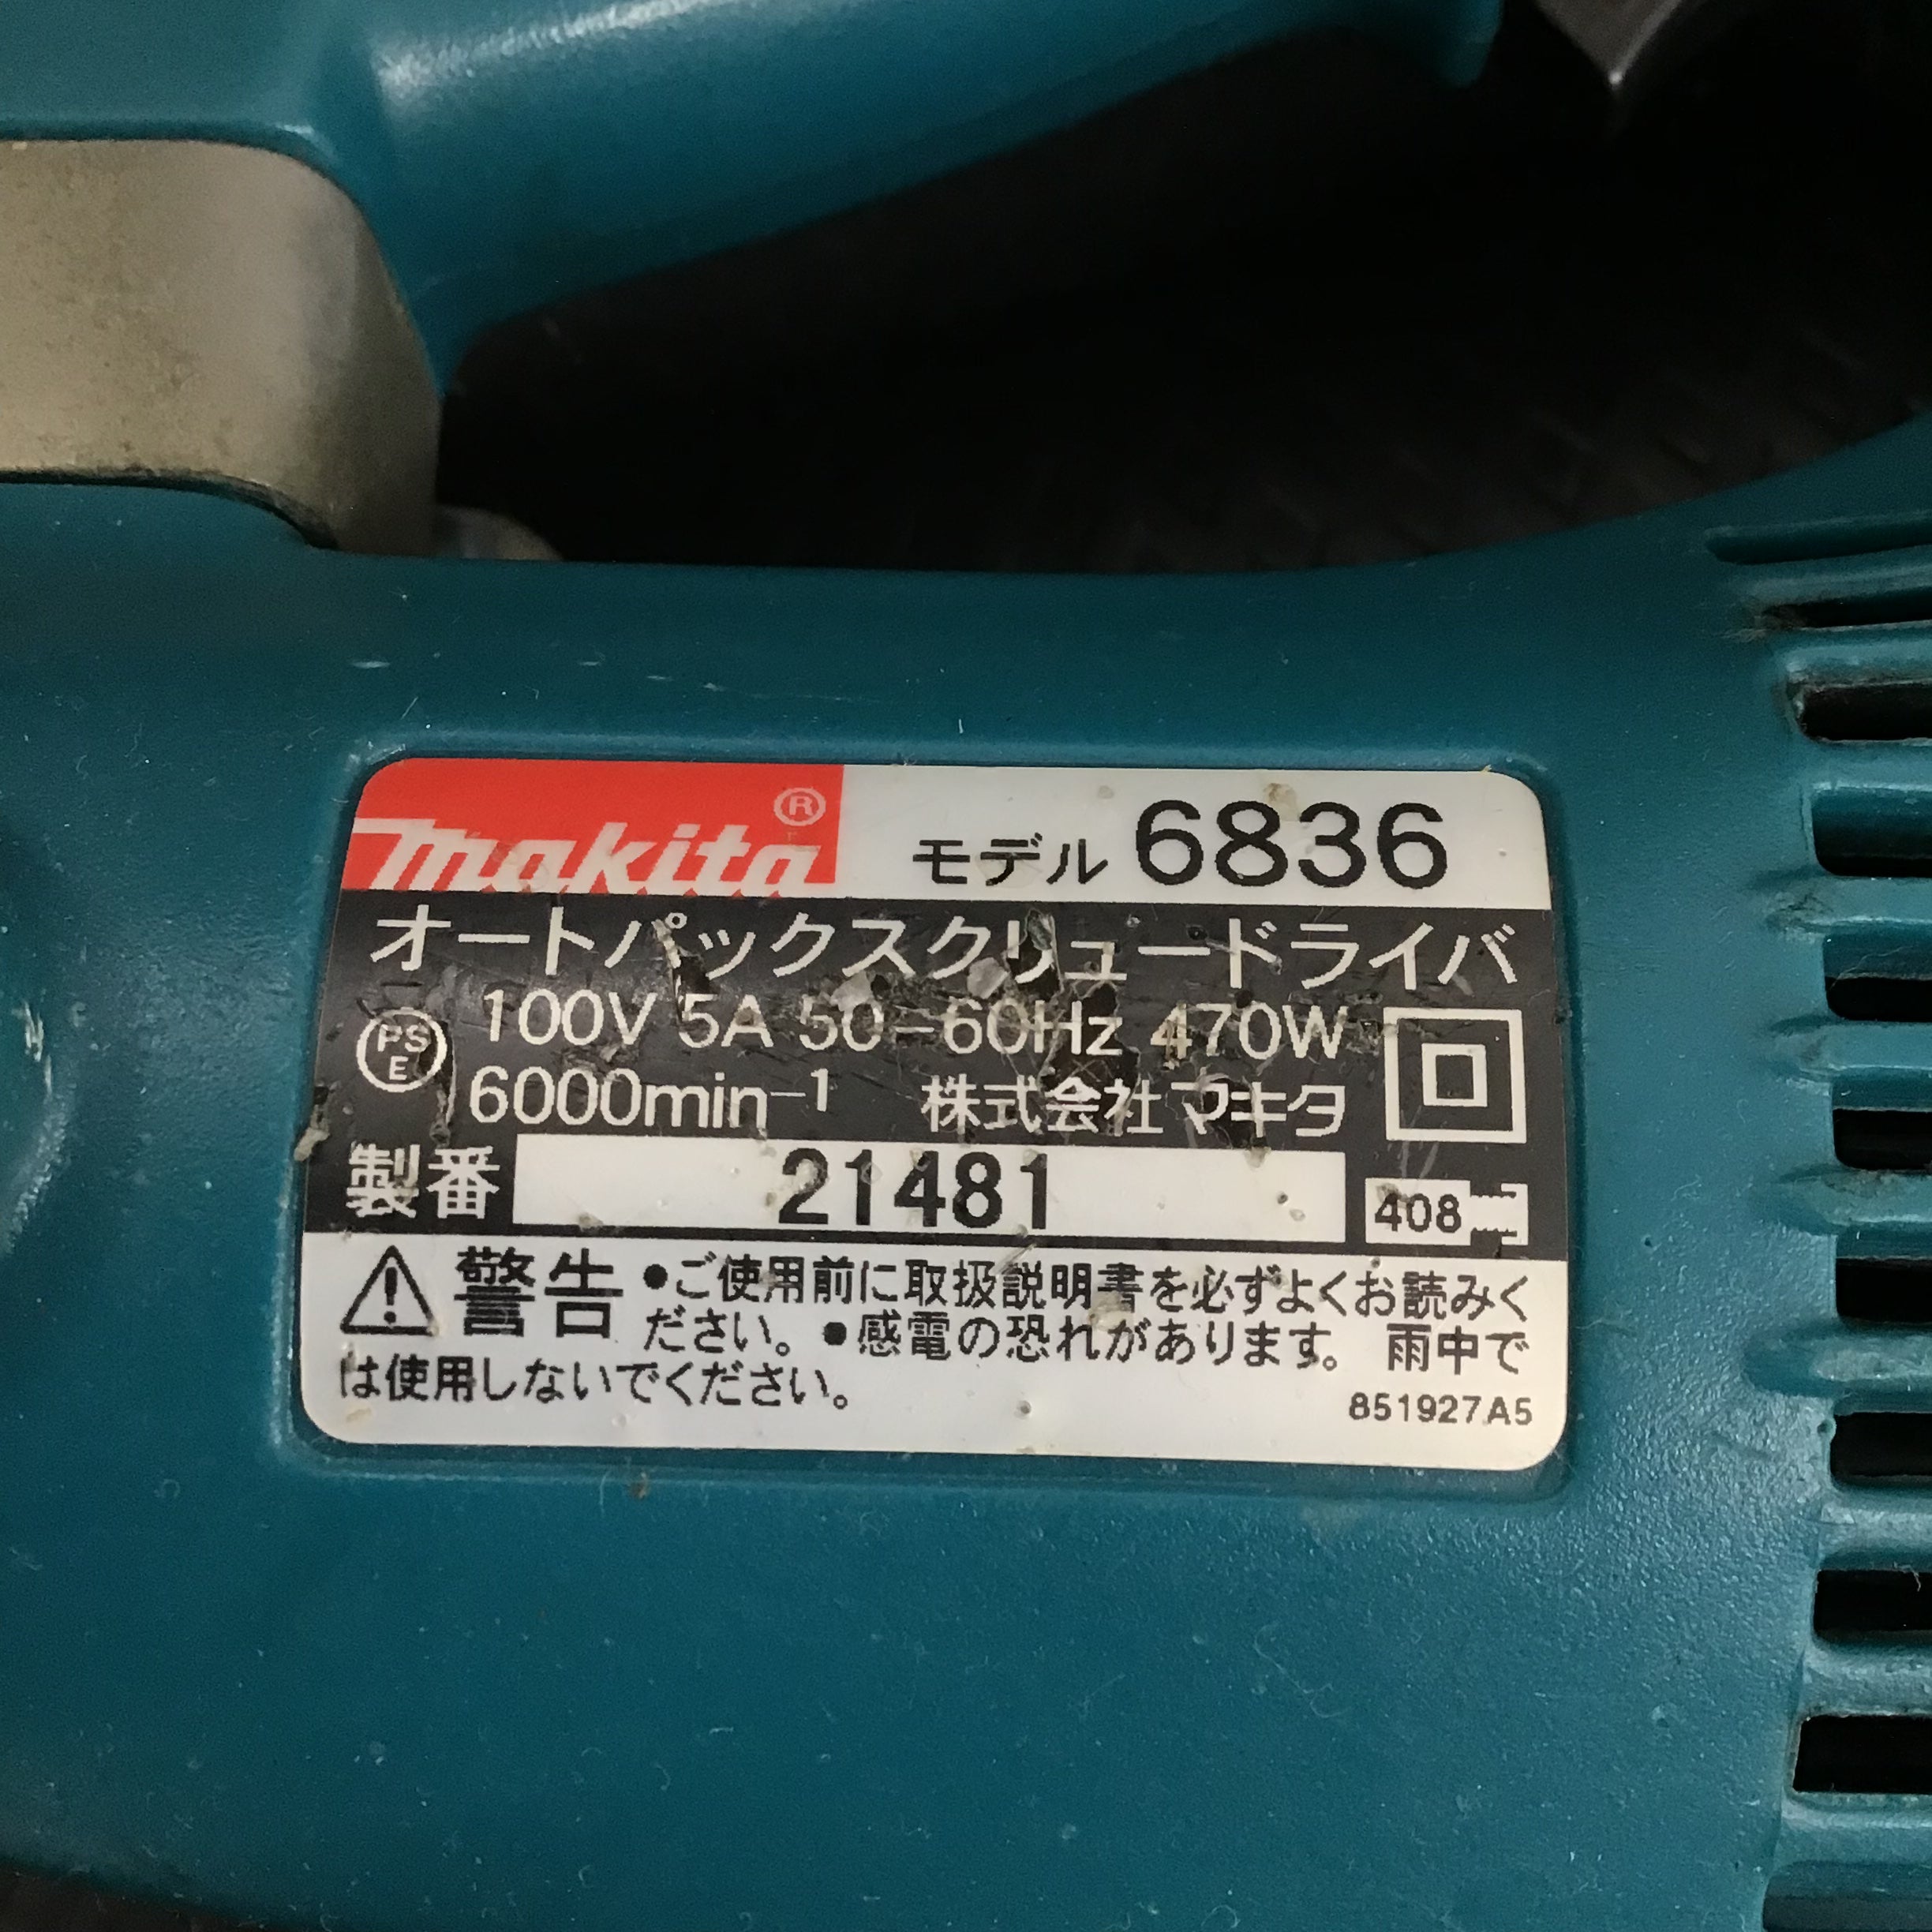 makita®
モデル 6836
オートパックスクリュードライバ
PS
E
100V 5A 50-60Hz 470W
6000min⁻¹ 株式会社マキタ
製番 21481
408
警告 ●ご使用前に取扱説明書を必ずよくお読みく
ださい。●感電の恐れがあります。雨中で
は使用しないでください。
851927A5